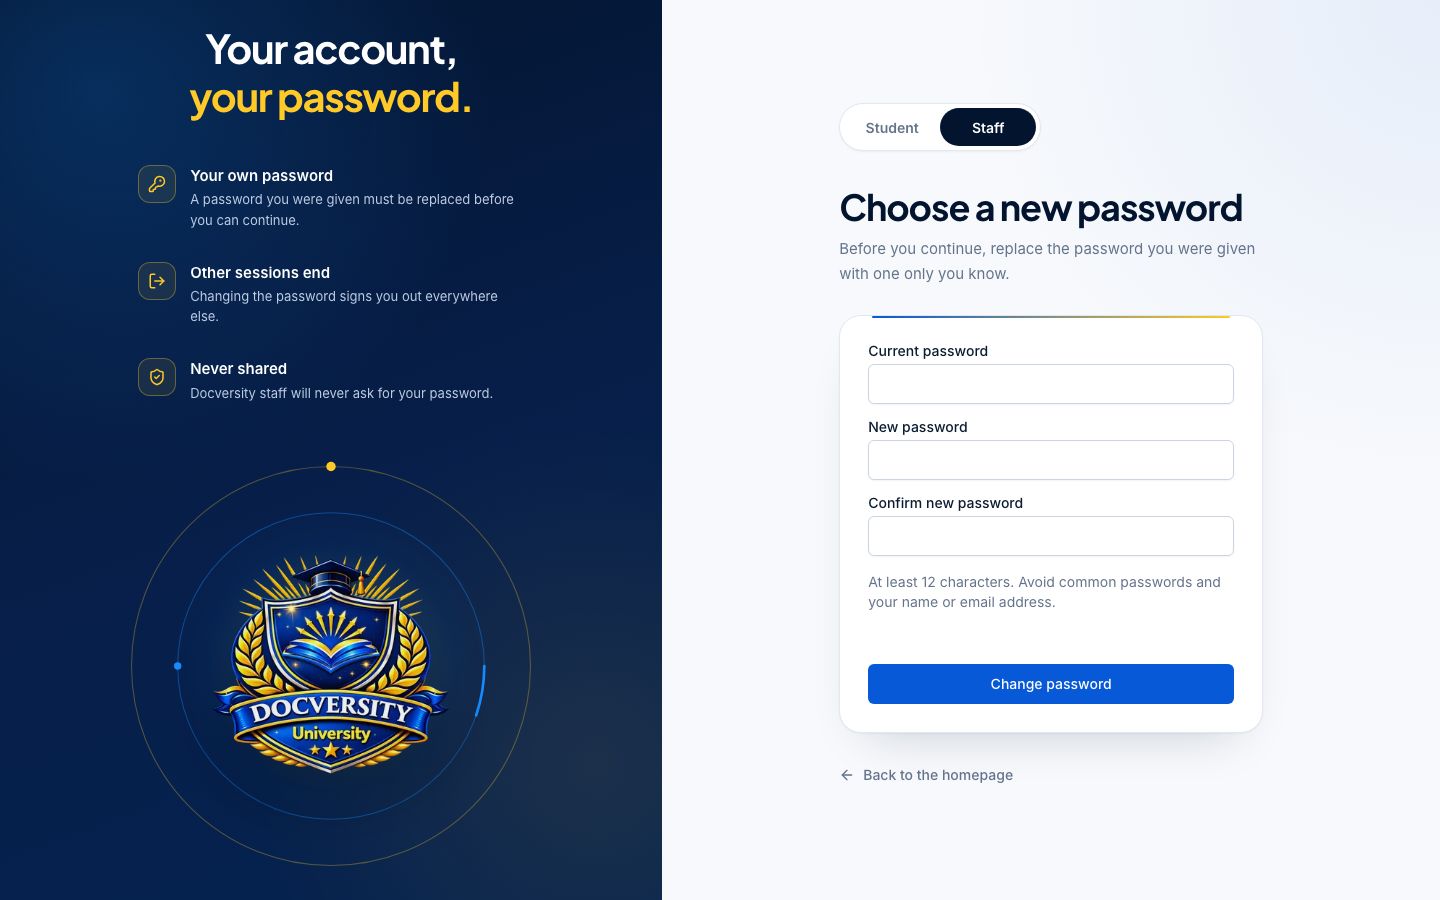 Your account,
your password.
Your own password
A password you were given must be replaced before
you can continue.
Other sessions end
Changing the password signs you out everywhere
else.
Never shared
Docversity staff will never ask for your password.
DOCVERSITY
University
Student
Staff
Choose a new password
Before you continue, replace the password you were given
with one only you know.
Current password
New password
Confirm new password
At least 12 characters. Avoid common passwords and
your name or email address.
Change password
Back to the homepage